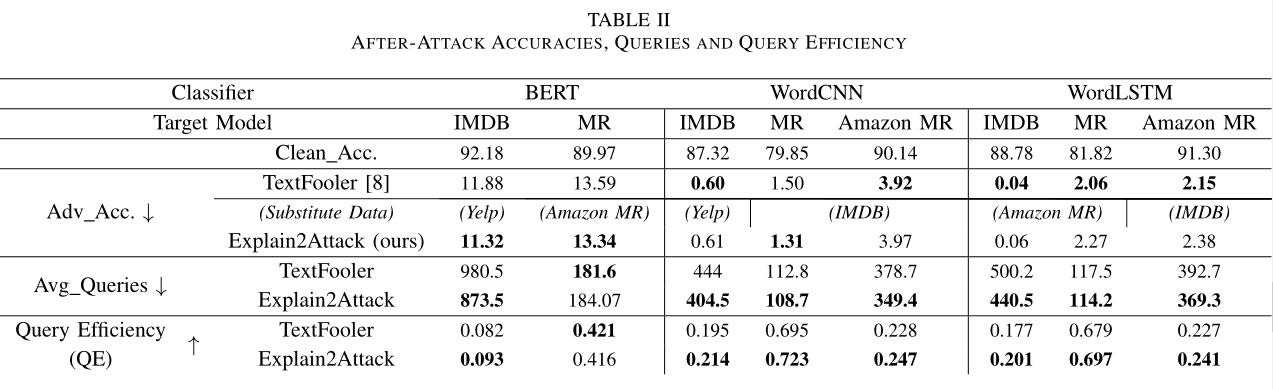 TABLE II
AFTER-ATTACK ACCURACIES, QUERIES AND QUERY EFFICIENCY
Classifier BERT WordCNN WordLSTM
Target Model IMDB MR IMDB MR Amazon MR IMDB MR Amazon MR
Clean_Acc. 92.18 89.97 87.32 79.85 90.14 88.78 81.82 91.30
Adv_Acc. ↓ TextFooler [8] 11.88 13.59 0.60 1.50 3.92 0.04 2.06 2.15
(Substitute Data) (Yelp) (Amazon MR) (Yelp) (IMDB) (Amazon MR) (IMDB)
Explain2Attack (ours) 11.32 13.34 0.61 1.31 3.97 0.06 2.27 2.38
Avg_Queries ↓ TextFooler 980.5 181.6 444 112.8 378.7 500.2 117.5 392.7
Explain2Attack 873.5 184.07 404.5 108.7 349.4 440.5 114.2 369.3
Query Efficiency (QE) ↑ TextFooler 0.082 0.421 0.195 0.695 0.228 0.177 0.679 0.227
Explain2Attack 0.093 0.416 0.214 0.723 0.247 0.201 0.697 0.241